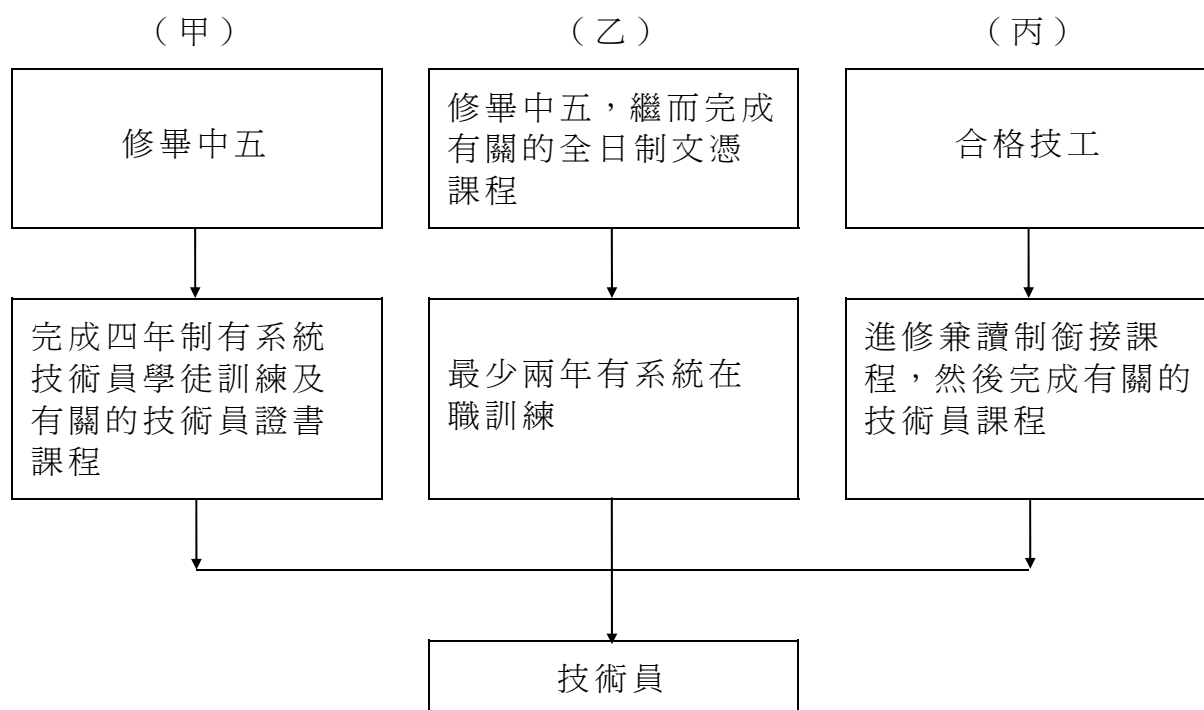 （甲）
修畢中五
完成四年制有系統
技術員學徒訓練及
有關的技術員證書
課程
（乙）
修畢中五，繼而完成
有關的全日制文憑
課程
最少兩年有系統在
職訓練
（丙）
合格技工
進修兼讀制銜接課
程，然後完成有關的
技術員課程
技術員